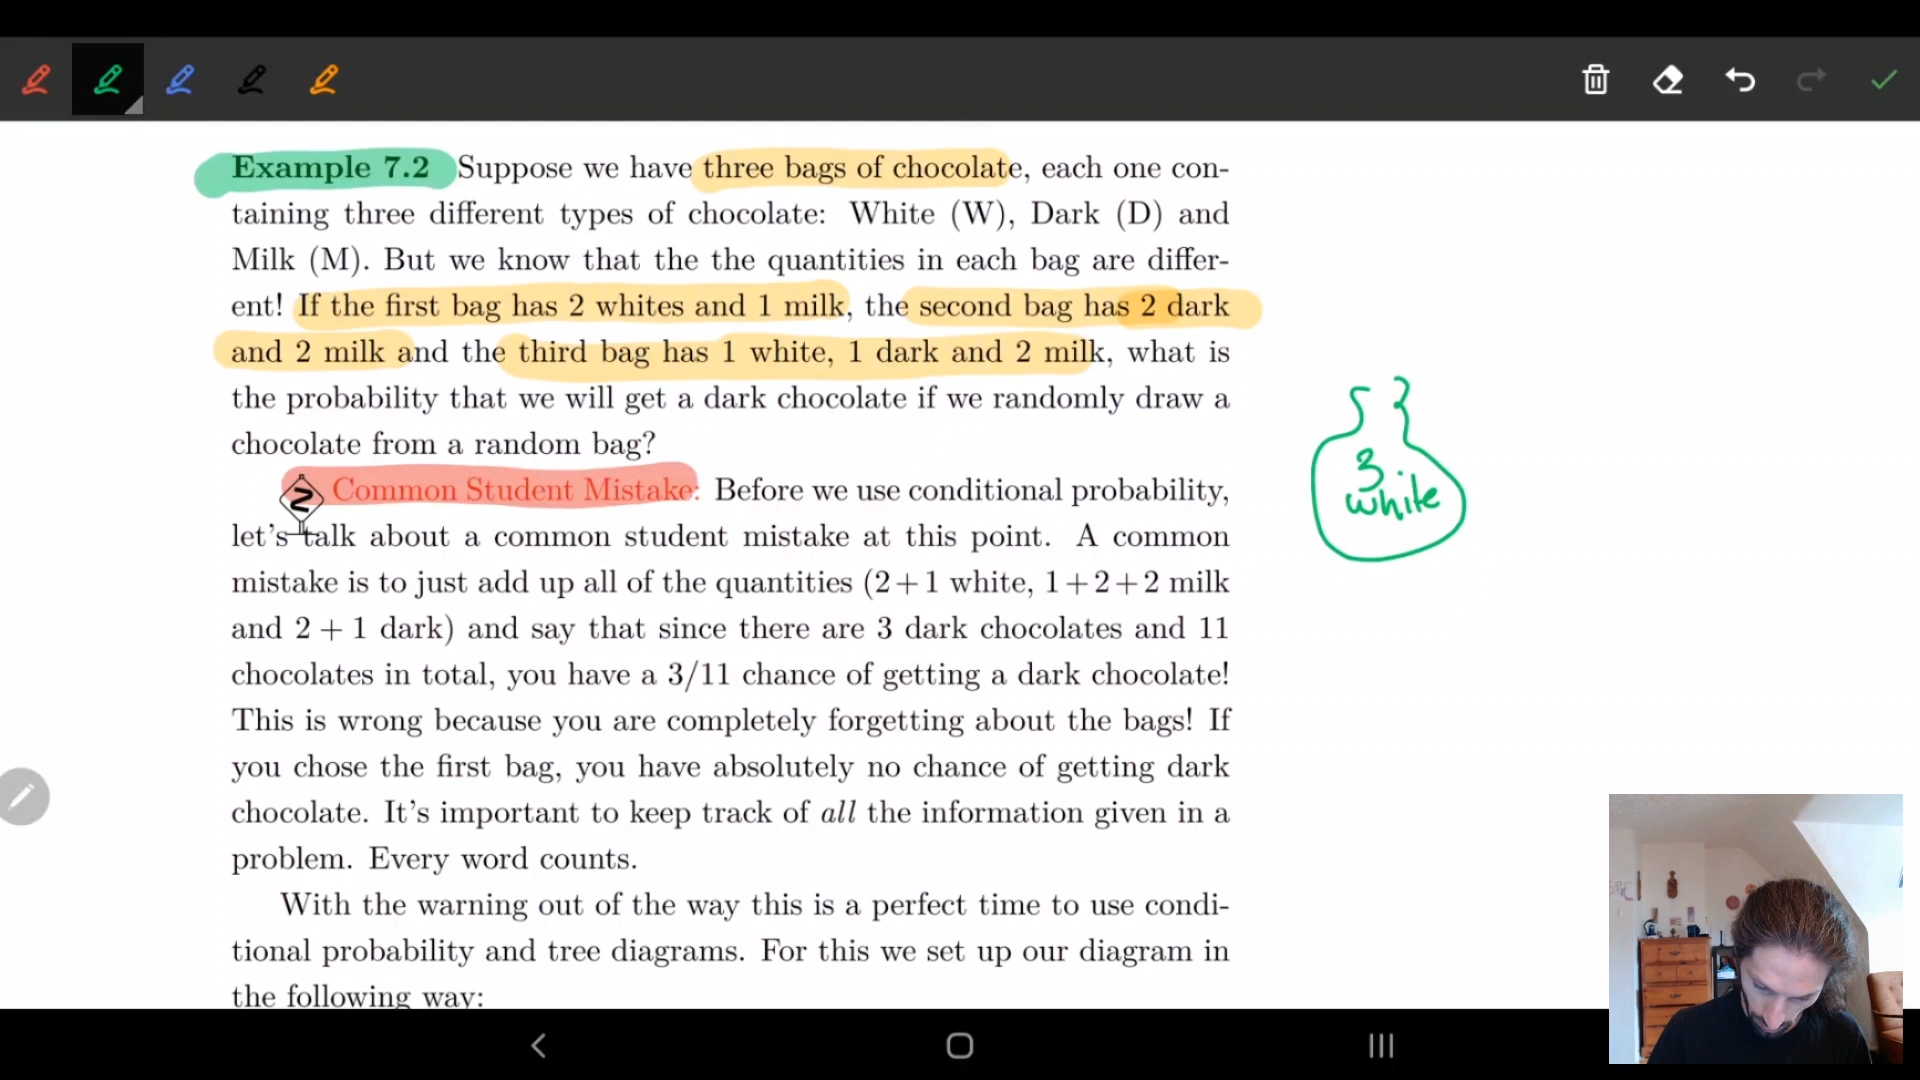 Example 7.2 Suppose we have three bags of chocolate, each one con-
taining three different types of chocolate: White (W), Dark (D) and
Milk (M). But we know that the the quantities in each bag are differ-
ent! If the first bag has 2 whites and 1 milk, the second bag has 2 dark
and 2 milk and the third bag has 1 white, 1 dark and 2 milk, what is
the probability that we will get a dark chocolate if we randomly draw a
chocolate from a random bag?
3
white
Common Student Mistake: Before we use conditional probability,
let's talk about a common student mistake at this point. A common
mistake is to just add up all of the quantities (2+1 white, 1+2+2 milk
and 2 + 1 dark) and say that since there are 3 dark chocolates and 11
chocolates in total, you have a 3/11 chance of getting a dark chocolate!
This is wrong because you are completely forgetting about the bags! If
you chose the first bag, you have absolutely no chance of getting dark
chocolate. It's important to keep track of all the information given in a
problem. Every word counts.
With the warning out of the way this is a perfect time to use condi-
tional probability and tree diagrams. For this we set up our diagram in
the following way: